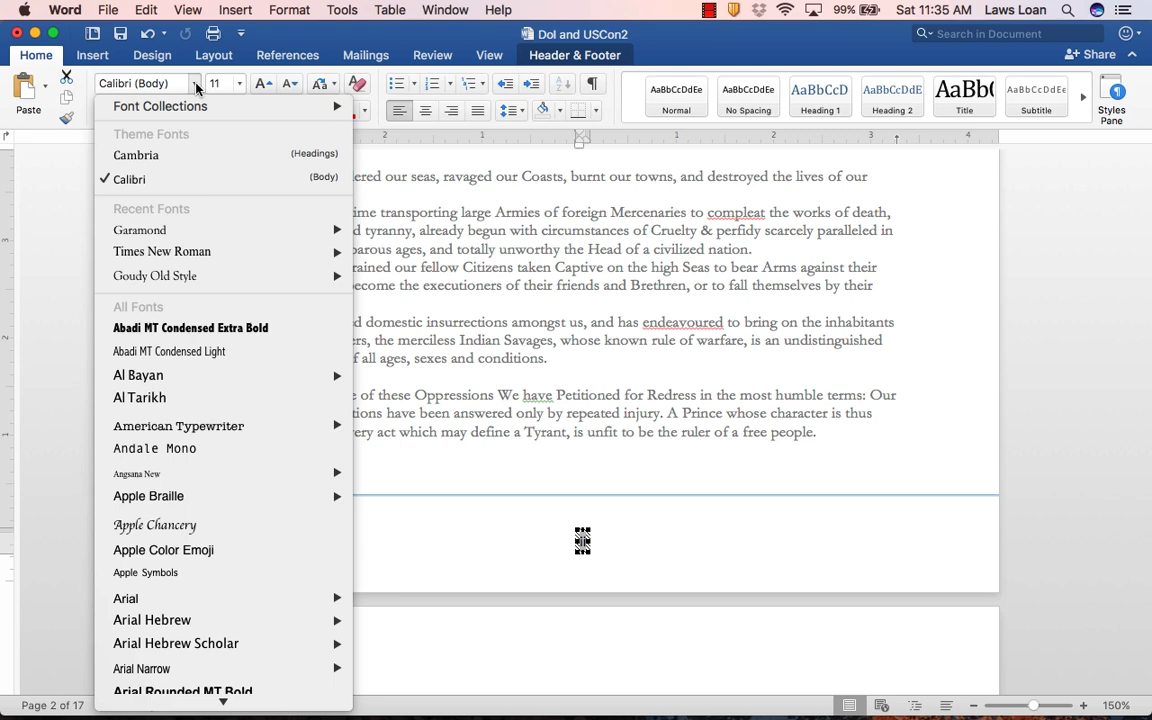 Word File Edit View Insert Format Tools Table Window Help 99% Sat 11:35 AM Laws Loan
DoI and USCon2
Search in Document
Home Insert Design Layout References Mailings Review View Header & Footer Share
Paste
Calibri (Body) 11
AaBbCcDdEe AaBbCcDdEe AaBbCcD AaBbCcDdE AaBb( AaBbCcDdEe
Normal No Spacing Heading 1 Heading 2 Title Subtitle
Styles
Pane
2 1 1 2 3 4
Font Collections
Theme Fonts
Cambria (Headings)
Calibri (Body)
Recent Fonts
Garamond
Times New Roman
Goudy Old Style
All Fonts
Abadi MT Condensed Extra Bold
Abadi MT Condensed Light
Al Bayan
Al Tarikh
American Typewriter
Andale Mono
Angsana New
Apple Braille
Apple Chancery
Apple Color Emoji
Apple Symbols
Arial
Arial Hebrew
Arial Hebrew Scholar
Arial Narrow
Arial Rounded MT Bold
ered our seas, ravaged our Coasts, burnt our towns, and destroyed the lives of our
ime transporting large Armies of foreign Mercenaries to compleat the works of death,
d tyranny, already begun with circumstances of Cruelty & perfidy scarcely paralleled in
parous ages, and totally unworthy the Head of a civilized nation.
rained our fellow Citizens taken Captive on the high Seas to bear Arms against their
ecome the executioners of their friends and Brethren, or to fall themselves by their
d domestic insurrections amongst us, and has endeavoured to bring on the inhabitants
ers, the merciless Indian Savages, whose known rule of warfare, is an undistinguished
f all ages, sexes and conditions.
e of these Oppressions We have Petitioned for Redress in the most humble terms: Our
tions have been answered only by repeated injury. A Prince whose character is thus
ery act which may define a Tyrant, is unfit to be the ruler of a free people.
3
2
1
Page 2 of 17 150%